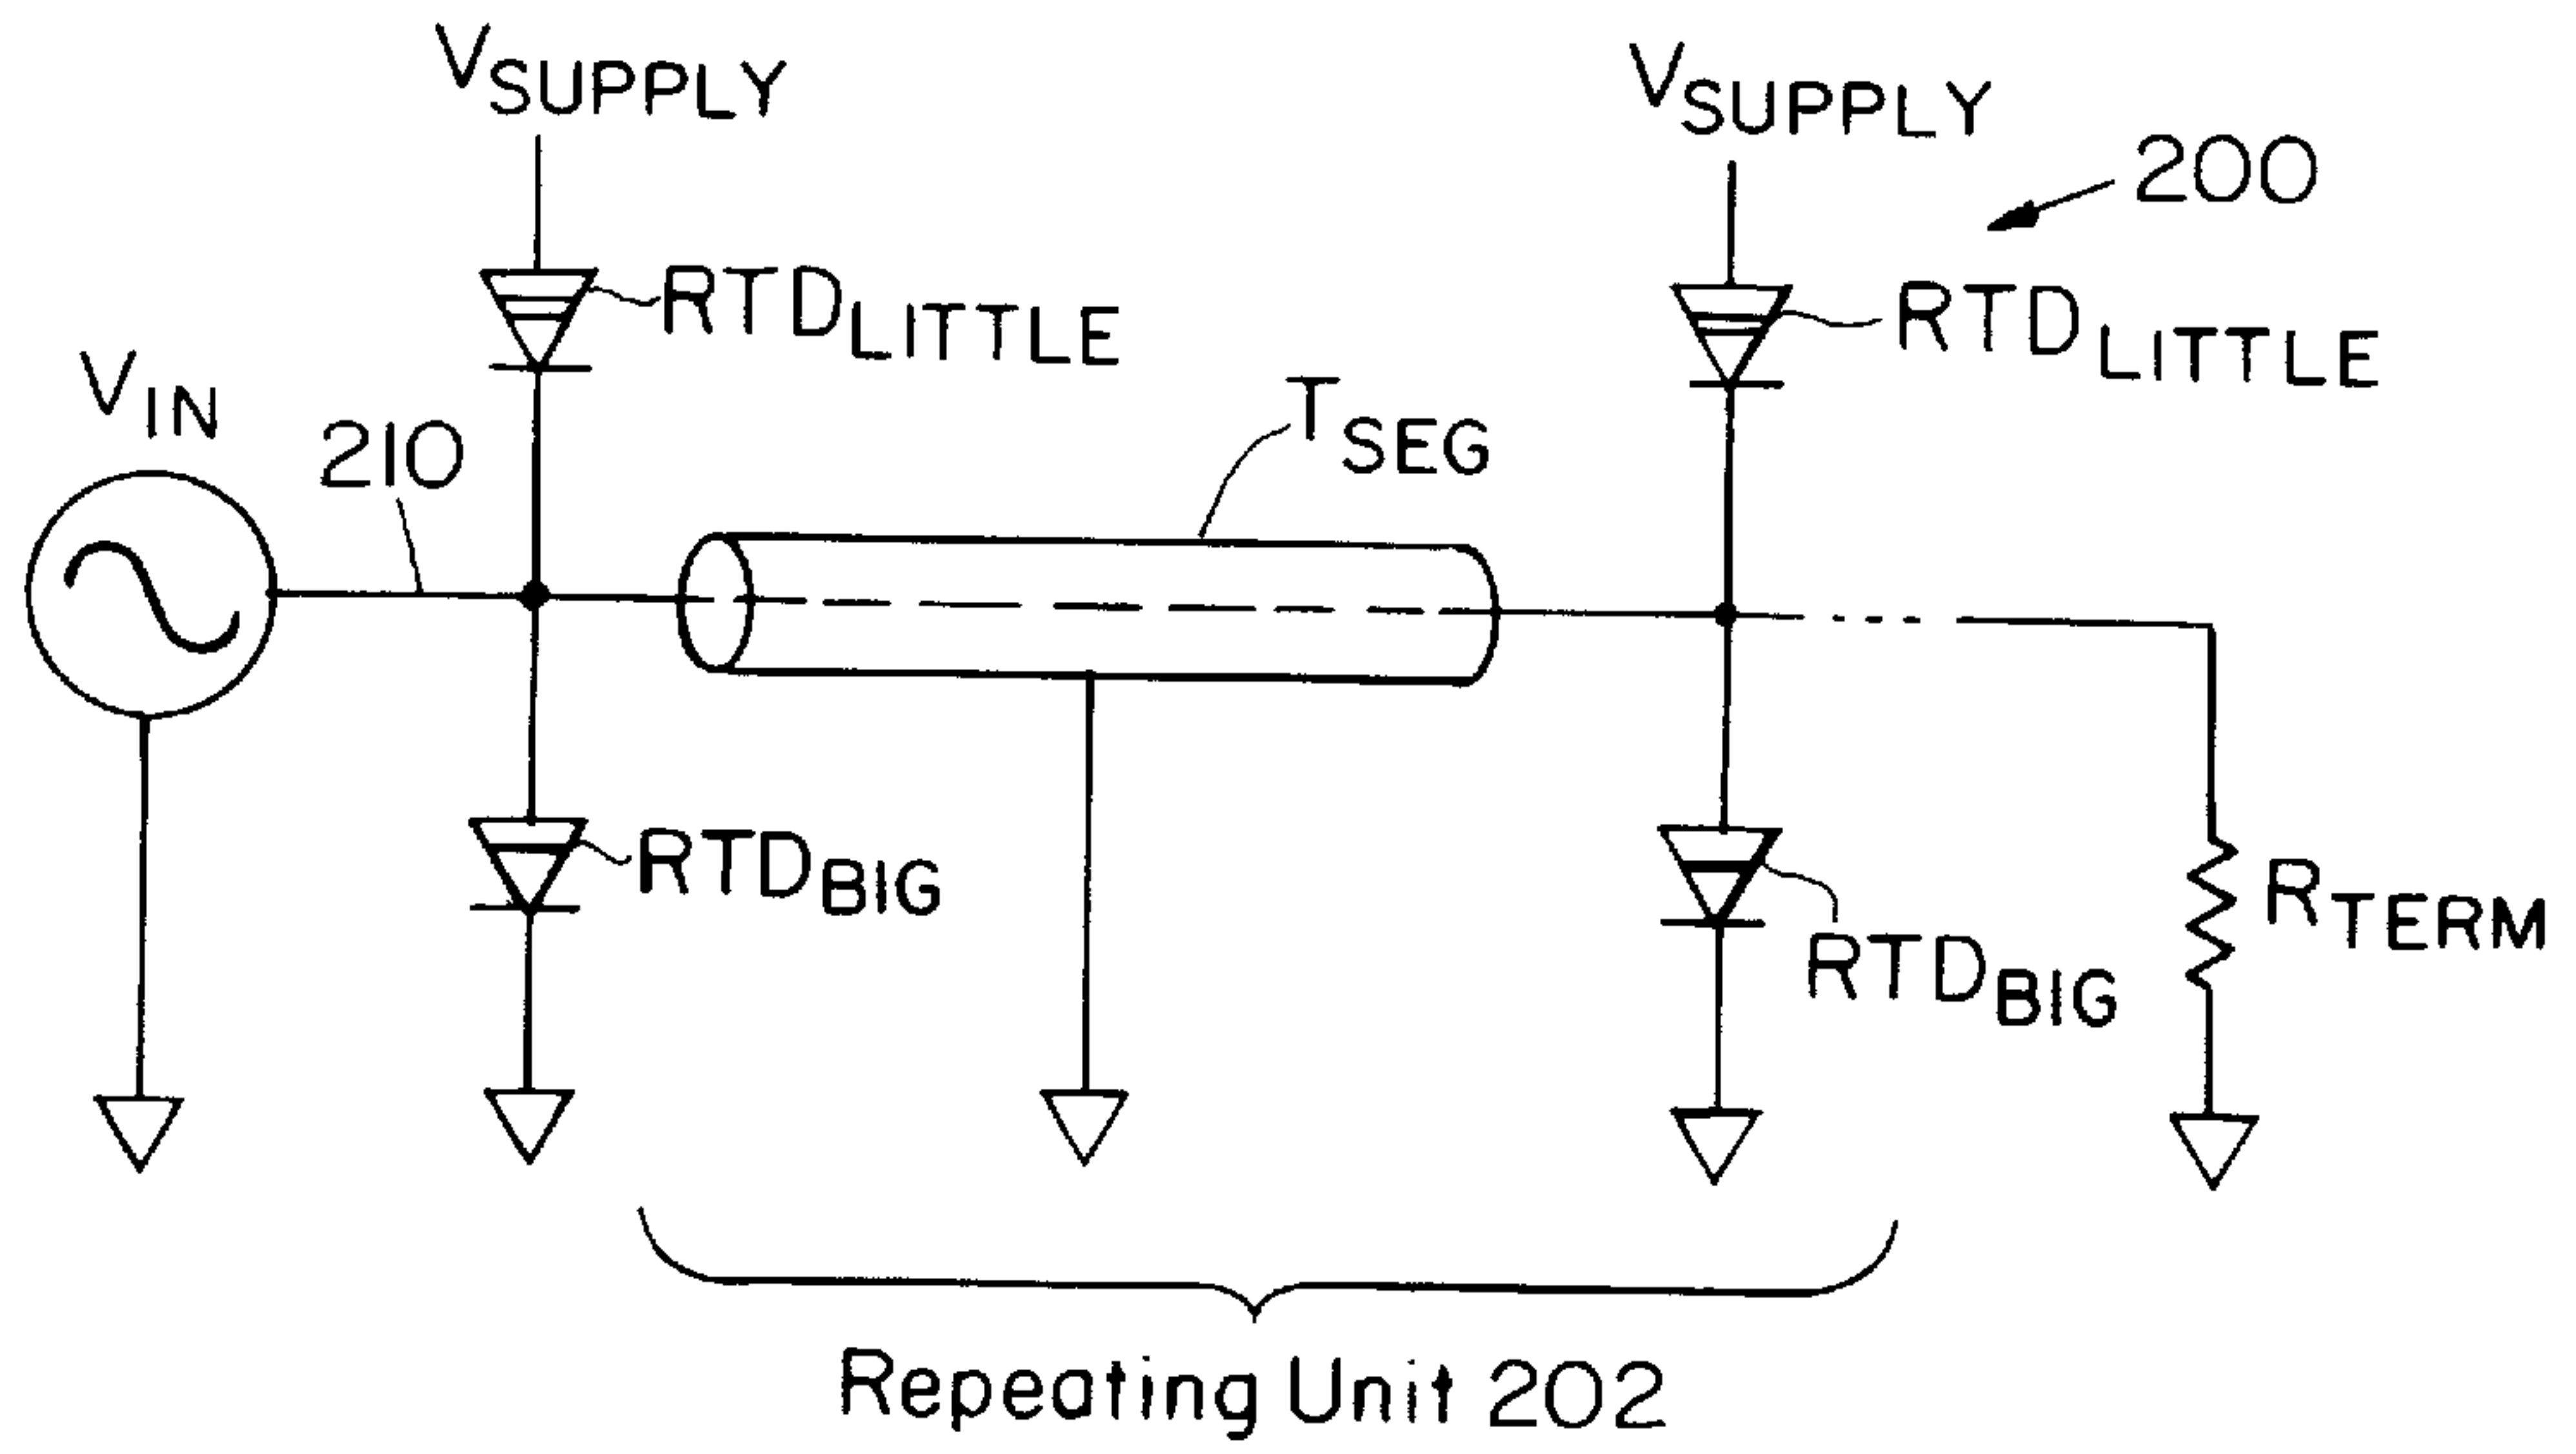 VSUPPLY
VSUPPLY
200
RTDLITTLE
RTDLITTLE
VIN
210
TSEG
RTDBIG
RTDBIG
RTERM
Repeating Unit 202